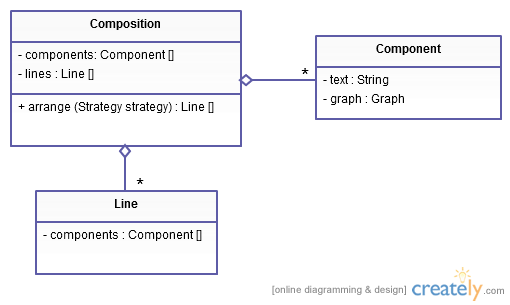 Composition
- components: Component []
- lines : Line []
+ arrange (Strategy strategy) : Line []
Component
- text : String
- graph : Graph
*
*
Line
- components : Component []
[online diagramming & design] creately.com